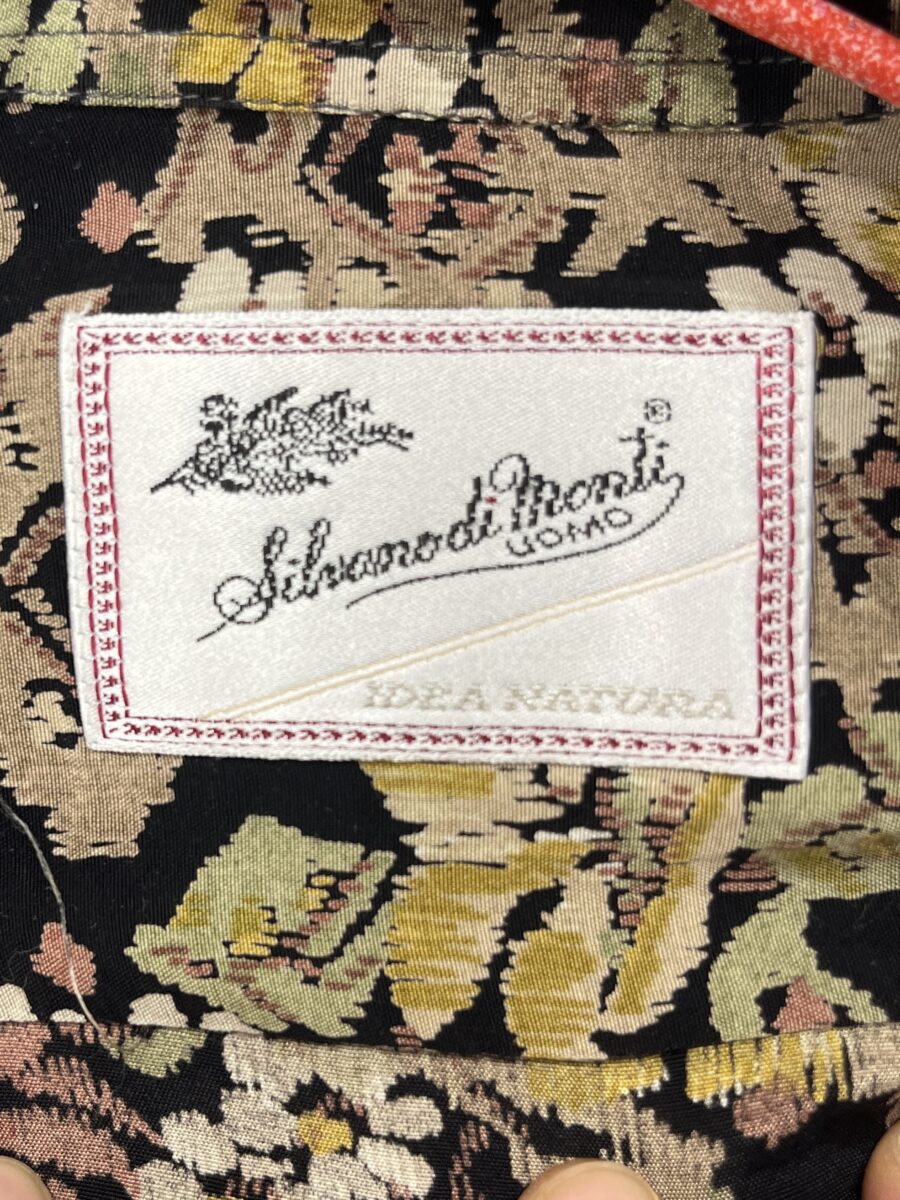 Silvano di Monti ®
UOMO
IDEA NATURA